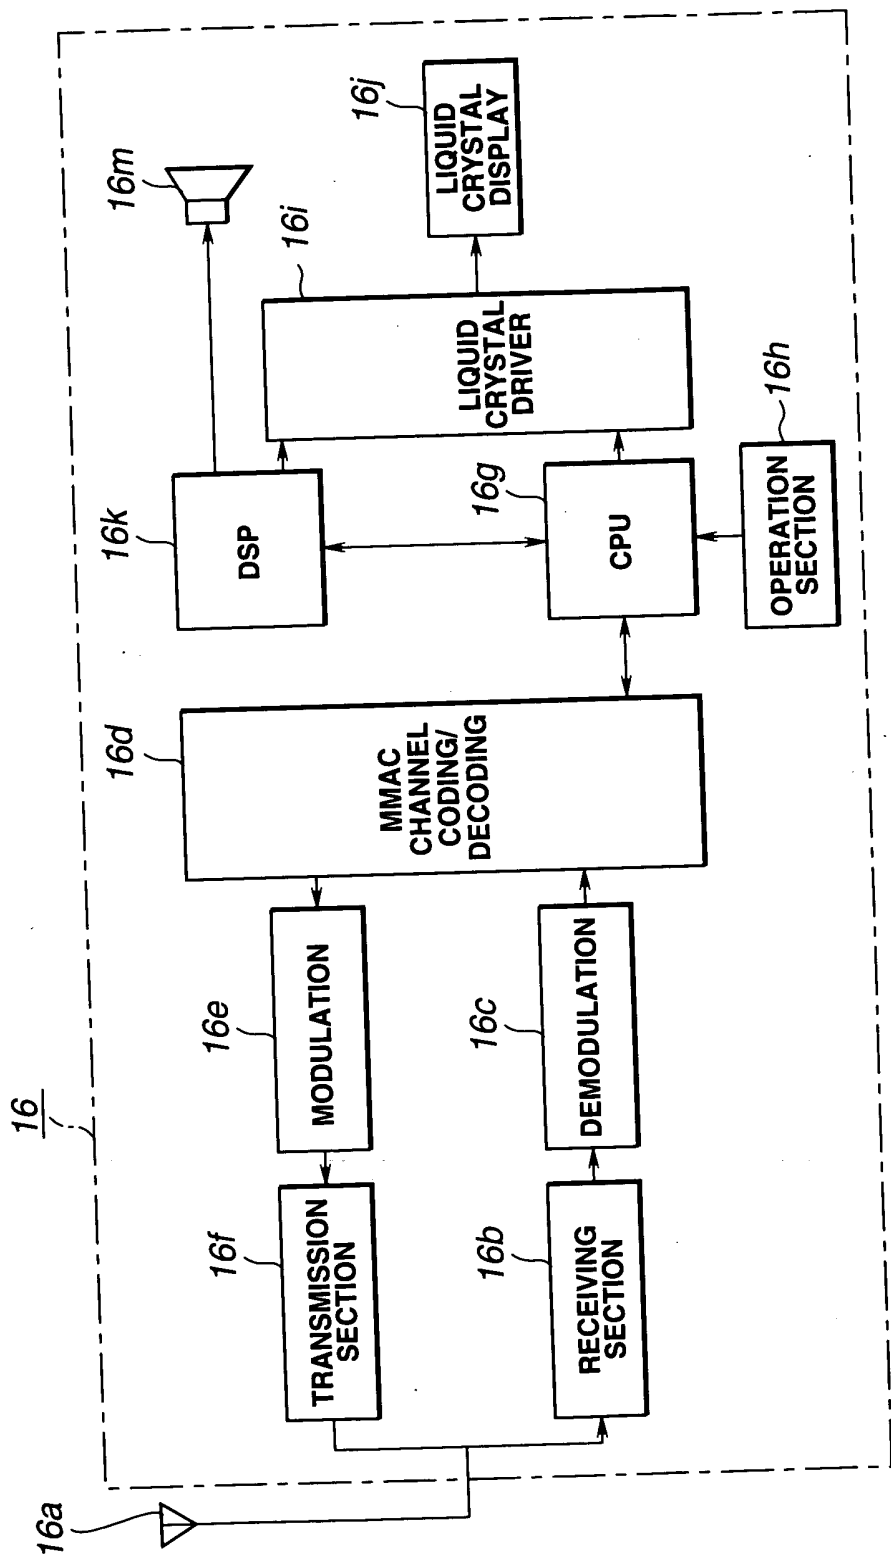 16
16a
16f
TRANSMISSION
SECTION
16e
MODULATION
16b
RECEIVING
SECTION
16c
DEMODULATION
16d
MMAC
CHANNEL
CODING/
DECODING
16k
DSP
16g
CPU
16h
OPERATION
SECTION
16m
16i
LIQUID
CRYSTAL
DRIVER
16j
LIQUID
CRYSTAL
DISPLAY